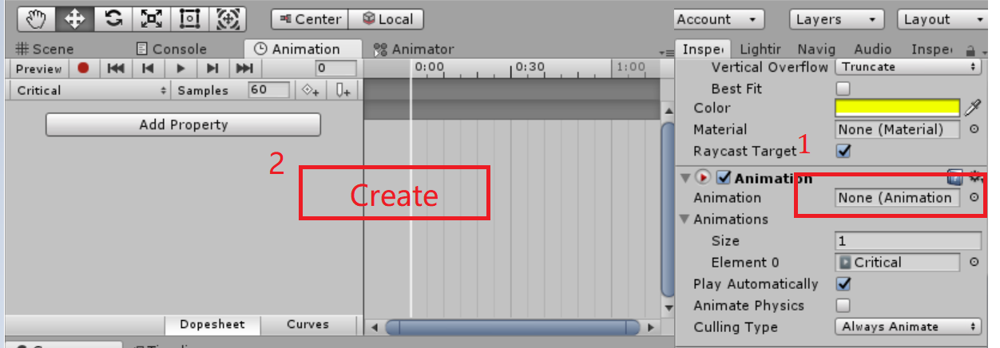 Center Local Account Layers Layout
Scene Console Animation Animator Inspe Lightir Navig Audio Inspe
Preview 0 0:00 0:30 1:00
Critical Samples 60
Add Property
Vertical Overflow Truncate
Best Fit
Color
Material None (Material)
Raycast Target 1
2
Create
Animation
Animation None (Animation
Animations
Size 1
Element 0 Critical
Play Automatically
Animate Physics
Culling Type Always Animate
Dopesheet Curves